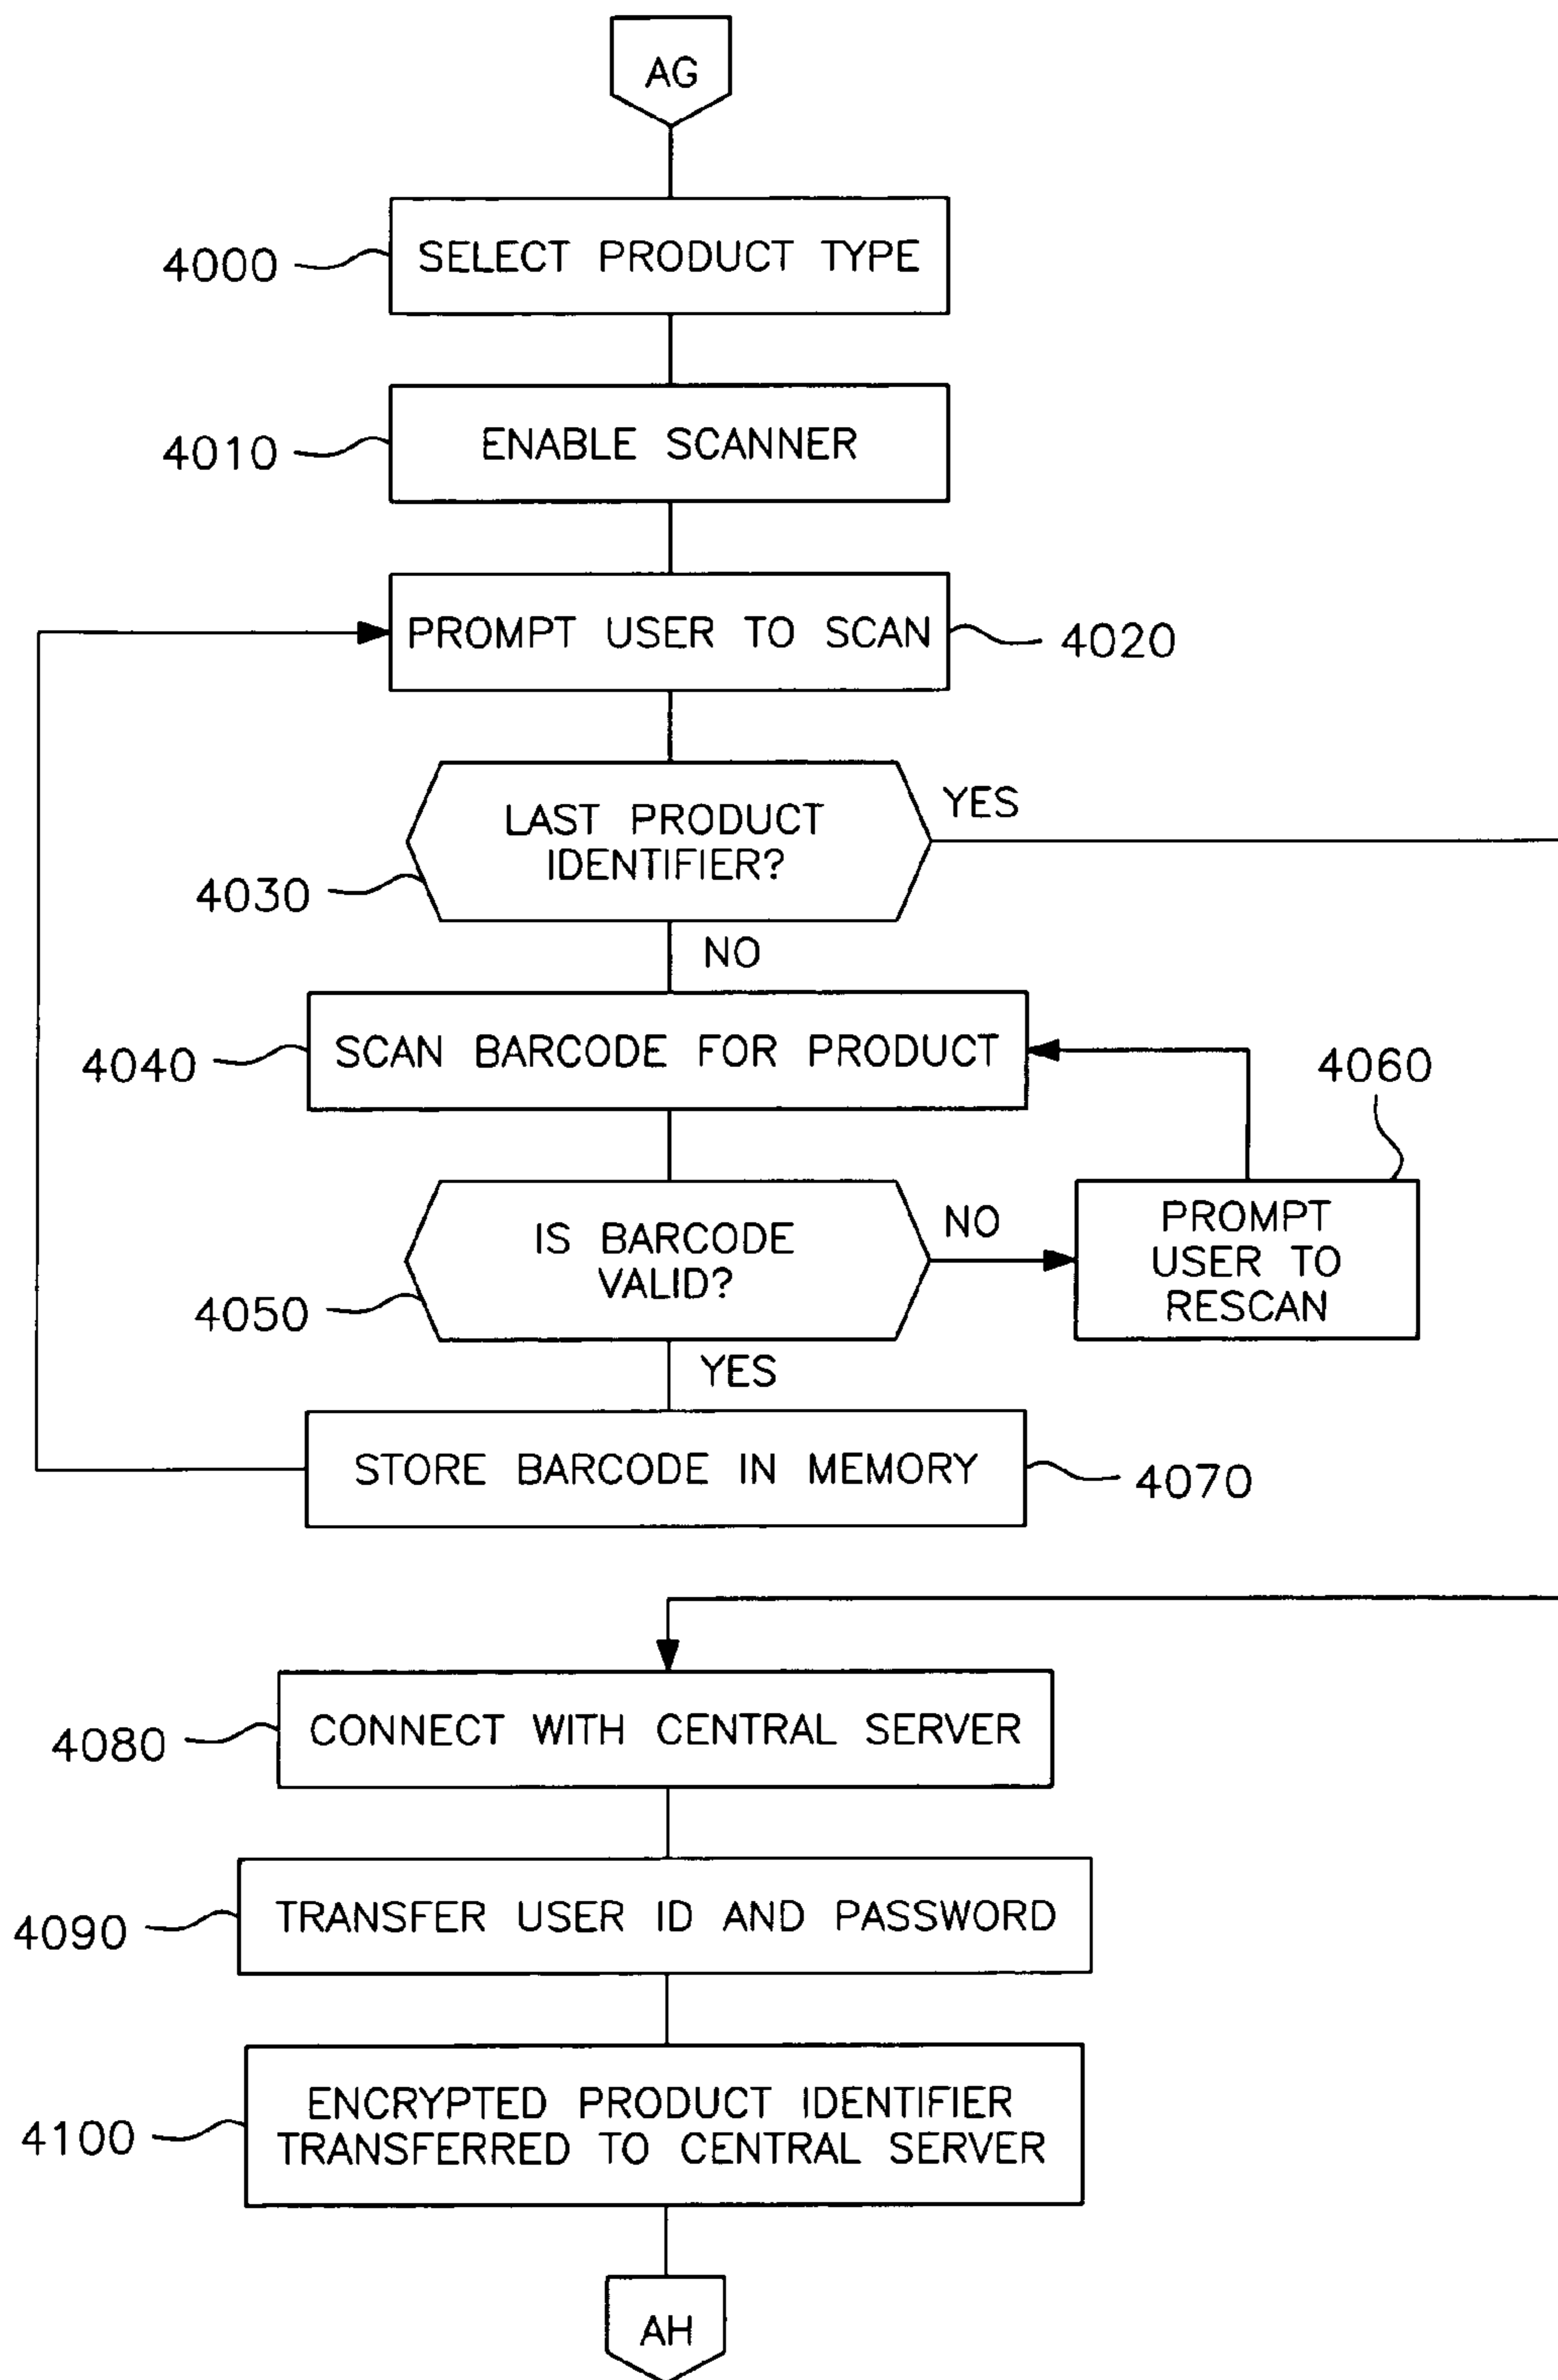 AG
4000
SELECT PRODUCT TYPE
4010
ENABLE SCANNER
PROMPT USER TO SCAN
4020
LAST PRODUCT
IDENTIFIER?
YES
4030
NO
4040
SCAN BARCODE FOR PRODUCT
4060
IS BARCODE
VALID?
NO
PROMPT
USER TO
RESCAN
4050
YES
STORE BARCODE IN MEMORY
4070
4080
CONNECT WITH CENTRAL SERVER
4090
TRANSFER USER ID AND PASSWORD
4100
ENCRYPTED PRODUCT IDENTIFIER
TRANSFERRED TO CENTRAL SERVER
AH